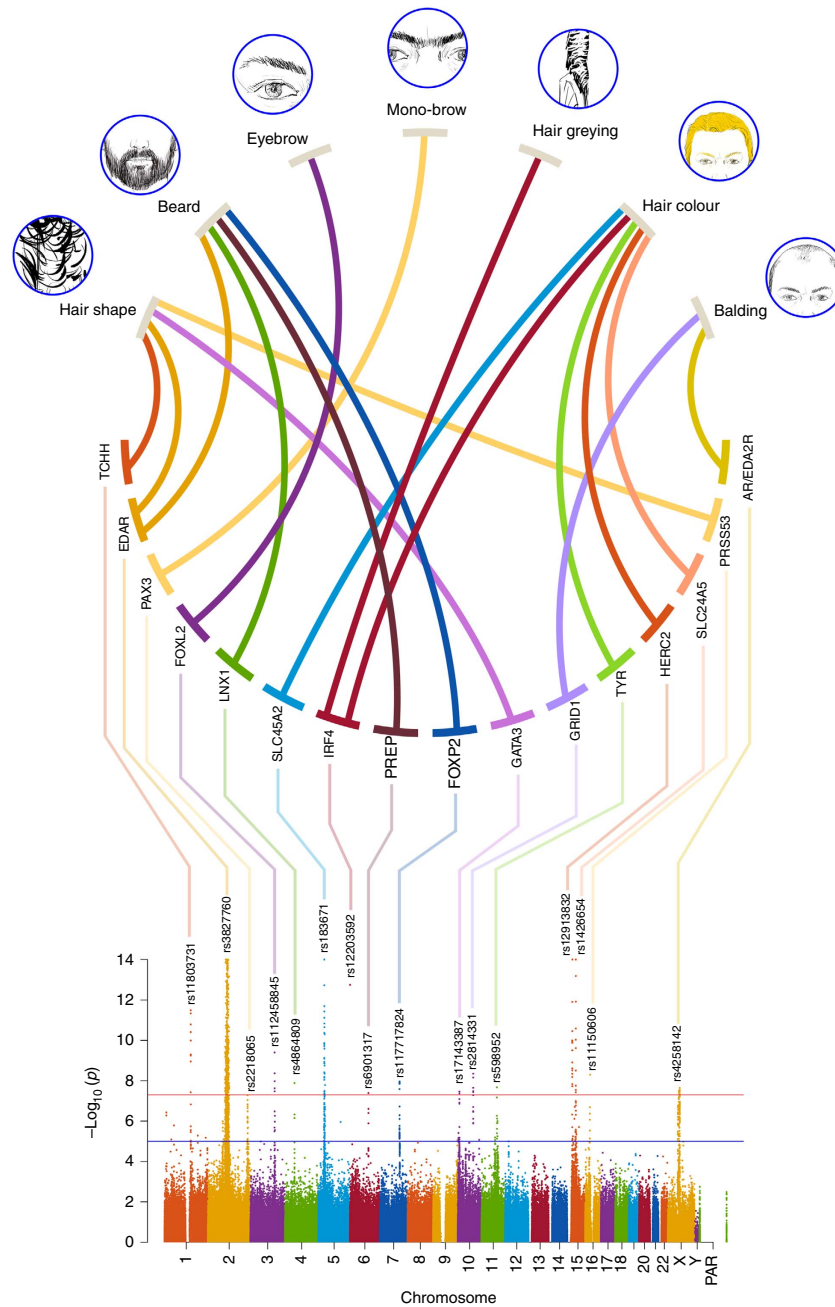 Mono-brow
Hair greying
Eyebrow
Beard
Hair colour
Hair shape
Balding
TCHH
EDAR
PAX3
FOXL2
LNX1
SLC45A2
IRF4
PREP
FOXP2
GATA3
GRID1
TYR
HERC2
SLC24A5
PRSS53
AR/EDA2R
rs11803731
rs3827760
rs2218065
rs112458845
rs4864809
rs183671
rs12203592
rs6901317
rs117717824
rs17143387
rs2814331
rs598952
rs12913832
rs1426654
rs11150606
rs4258142
14
12
10
8
6
4
2
0
–Log10 (p)
1 2 3 4 5 6 7 8 9 10 11 12 13 14 15 16 17 18 20 22 X Y PAR
Chromosome